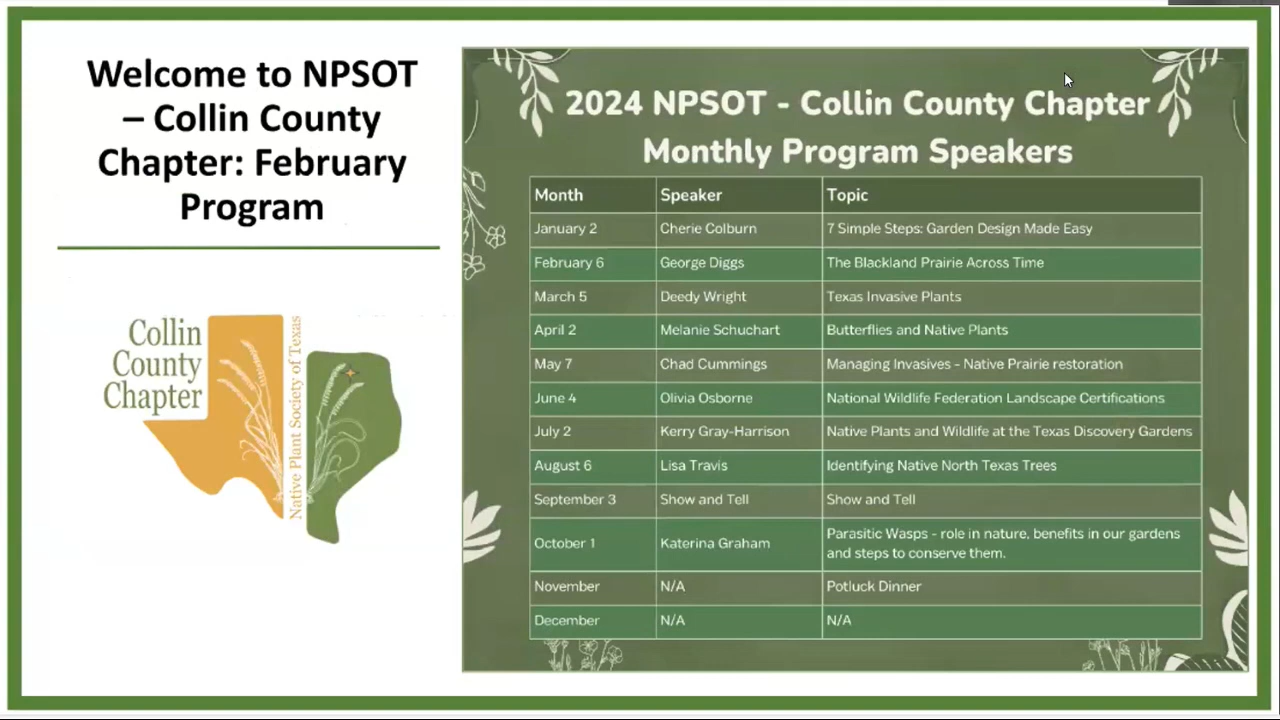 Welcome to NPSOT
– Collin County
Chapter: February
Program
Collin
County
Chapter
Native Plant Society of Texas
2024 NPSOT - Collin County Chapter
Monthly Program Speakers
Month Speaker Topic
January 2 Cherie Colburn 7 Simple Steps: Garden Design Made Easy
February 6 George Diggs The Blackland Prairie Across Time
March 5 Deedy Wright Texas Invasive Plants
April 2 Melanie Schuchart Butterflies and Native Plants
May 7 Chad Cummings Managing Invasives - Native Prairie restoration
June 4 Olivia Osborne National Wildlife Federation Landscape Certifications
July 2 Kerry Gray-Harrison Native Plants and Wildlife at the Texas Discovery Gardens
August 6 Lisa Travis Identifying Native North Texas Trees
September 3 Show and Tell Show and Tell
October 1 Katerina Graham Parasitic Wasps - role in nature, benefits in our gardens
and steps to conserve them.
November N/A Potluck Dinner
December N/A N/A